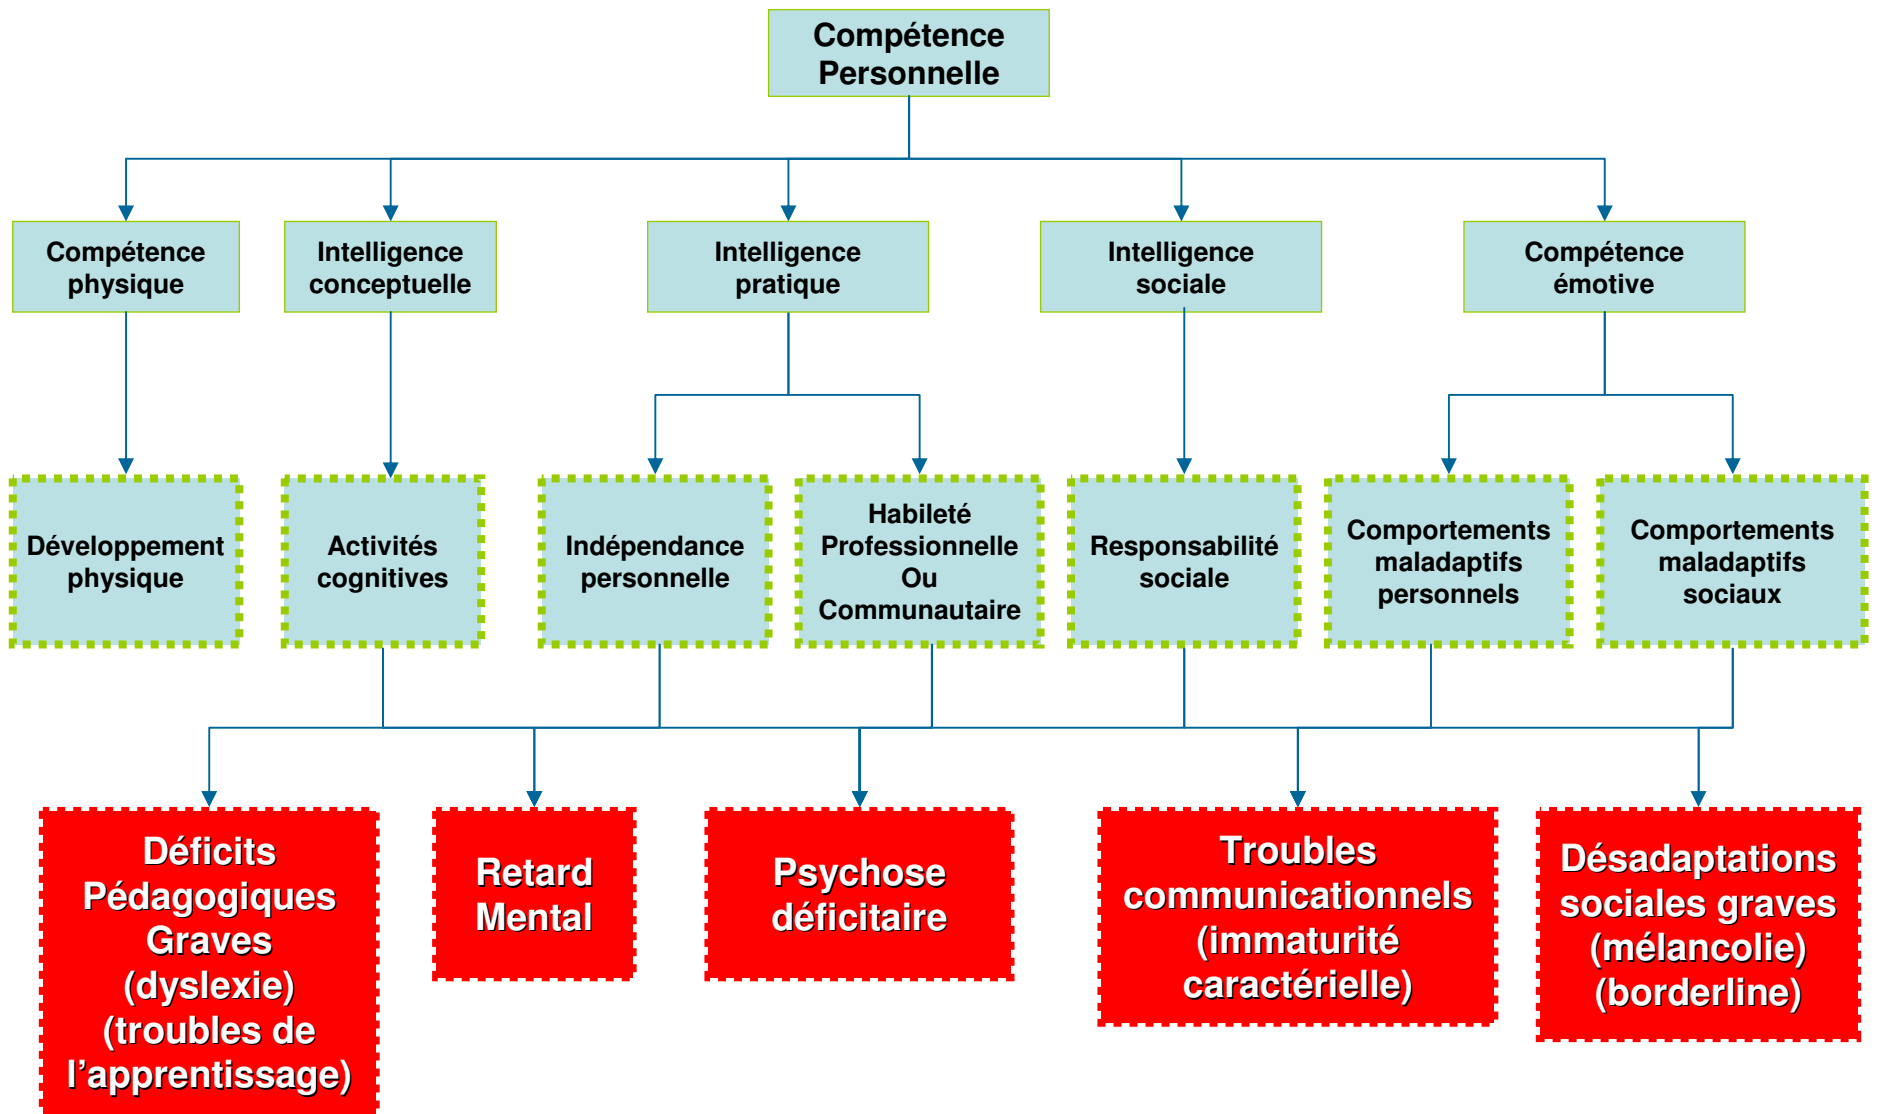 Compétence
Personnelle
Compétence
physique
Intelligence
conceptuelle
Intelligence
pratique
Intelligence
sociale
Compétence
émotive
Développement
physique
Activités
cognitives
Indépendance
personnelle
Habileté
Professionnelle
Ou
Communautaire
Responsabilité
sociale
Comportements
maladaptifs
personnels
Comportements
maladaptifs
sociaux
Déficits
Pédagogiques
Graves
(dyslexie)
(troubles de
l’apprentissage)
Retard
Mental
Psychose
déficitaire
Troubles
communicationnels
(immaturité
caractérielle)
Désadaptations
sociales graves
(mélancolie)
(borderline)